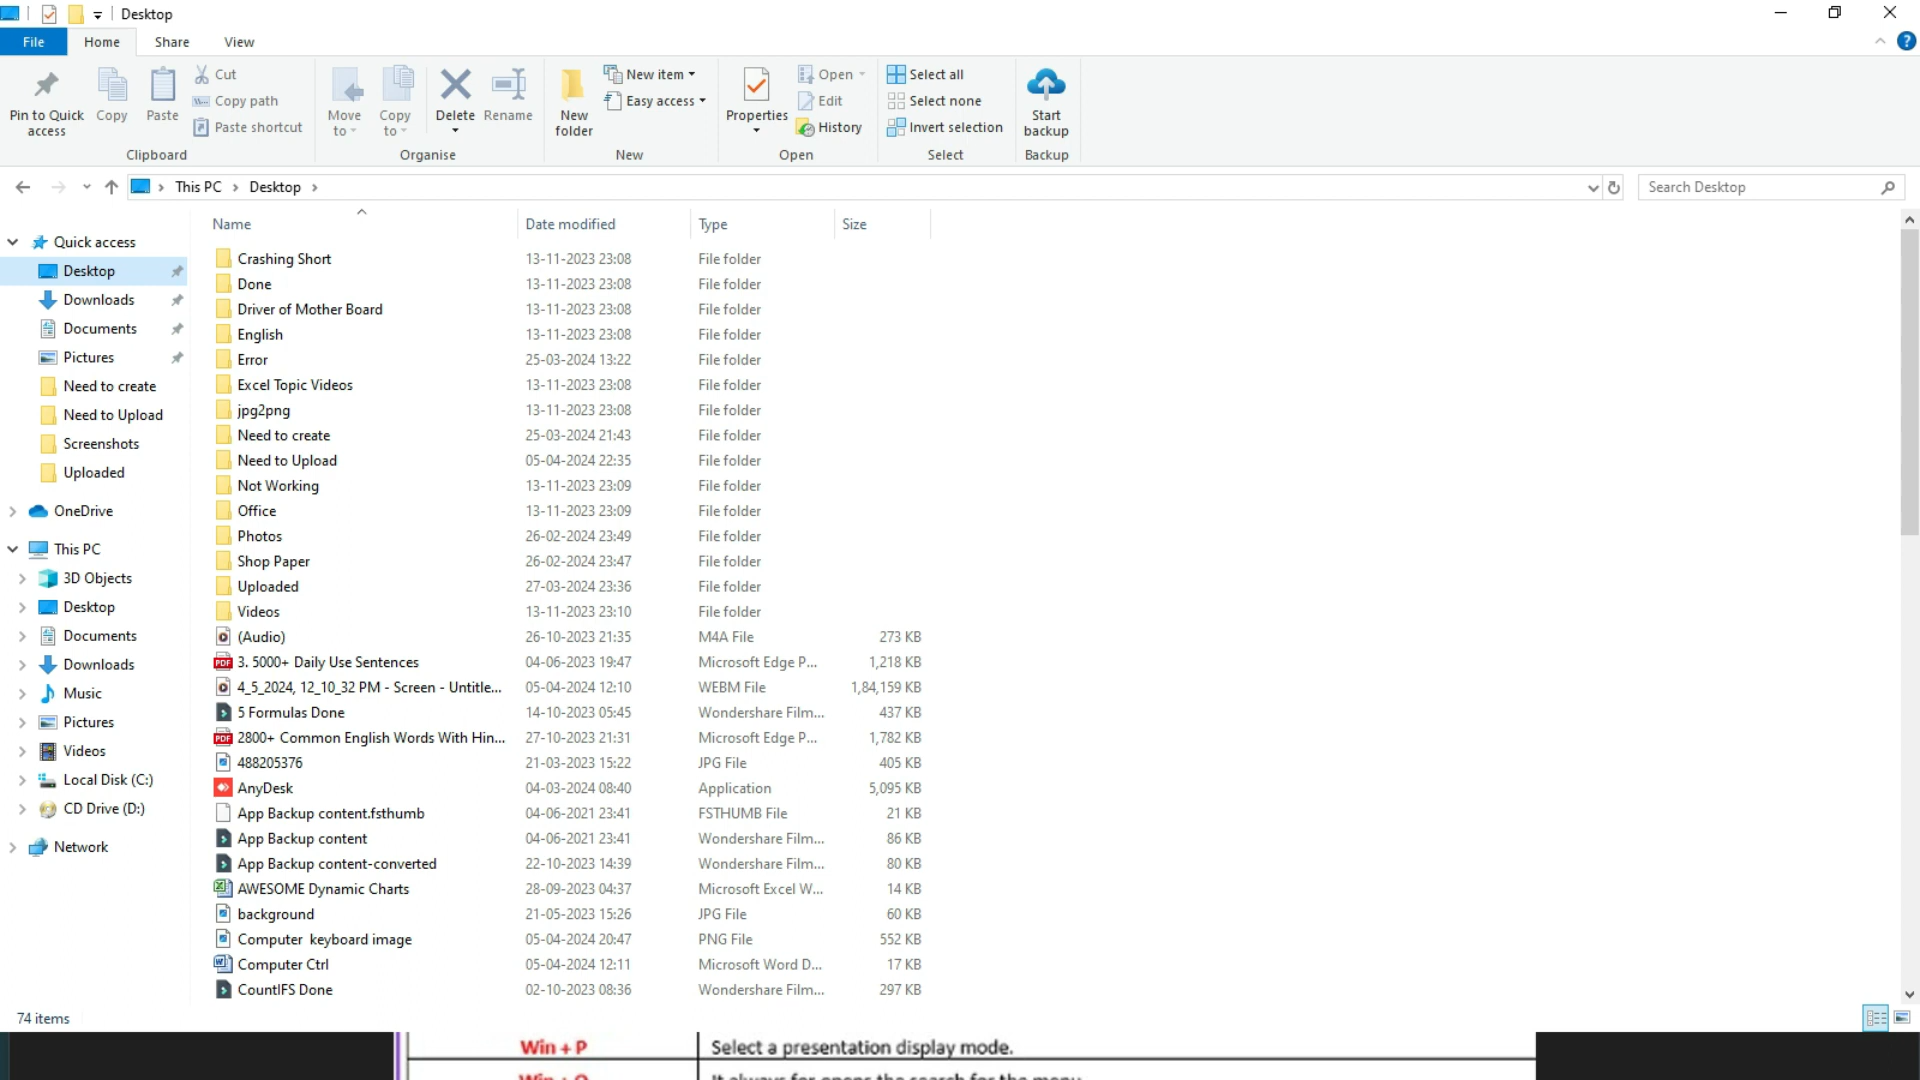 Desktop
File Home Share View
Pin to Quick access
Copy
Paste
Cut
Copy path
Paste shortcut
Clipboard
Move to
Copy to
Delete
Rename
Organise
New folder
New item
Easy access
New
Properties
Open
Edit
History
Open
Select all
Select none
Invert selection
Select
Start backup
Backup
This PC Desktop
Search Desktop
Quick access
Desktop
Downloads
Documents
Pictures
Need to create
Need to Upload
Screenshots
Uploaded
OneDrive
This PC
3D Objects
Desktop
Documents
Downloads
Music
Pictures
Videos
Local Disk (C:)
CD Drive (D:)
Network
Name Date modified Type Size
Crashing Short 13-11-2023 23:08 File folder
Done 13-11-2023 23:08 File folder
Driver of Mother Board 13-11-2023 23:08 File folder
English 13-11-2023 23:08 File folder
Error 25-03-2024 13:22 File folder
Excel Topic Videos 13-11-2023 23:08 File folder
jpg2png 13-11-2023 23:08 File folder
Need to create 25-03-2024 21:43 File folder
Need to Upload 05-04-2024 22:35 File folder
Not Working 13-11-2023 23:09 File folder
Office 13-11-2023 23:09 File folder
Photos 26-02-2024 23:49 File folder
Shop Paper 26-02-2024 23:47 File folder
Uploaded 27-03-2024 23:36 File folder
Videos 13-11-2023 23:10 File folder
(Audio) 26-10-2023 21:35 M4A File 273 KB
3. 5000+ Daily Use Sentences 04-06-2023 19:47 Microsoft Edge P... 1,218 KB
4_5_2024, 12_10_32 PM - Screen - Untitle... 05-04-2024 12:10 WEBM File 1,84,159 KB
5 Formulas Done 14-10-2023 05:45 Wondershare Film... 437 KB
2800+ Common English Words With Hin... 27-10-2023 21:31 Microsoft Edge P... 1,782 KB
488205376 21-03-2023 15:22 JPG File 405 KB
AnyDesk 04-03-2024 08:40 Application 5,095 KB
App Backup content.fsthumb 04-06-2021 23:41 FSTHUMB File 21 KB
App Backup content 04-06-2021 23:41 Wondershare Film... 86 KB
App Backup content-converted 22-10-2023 14:39 Wondershare Film... 80 KB
AWESOME Dynamic Charts 28-09-2023 04:37 Microsoft Excel W... 14 KB
background 21-05-2023 15:26 JPG File 60 KB
Computer keyboard image 05-04-2024 20:47 PNG File 552 KB
Computer Ctrl 05-04-2024 12:11 Microsoft Word D... 17 KB
CountIFS Done 02-10-2023 08:36 Wondershare Film... 297 KB
74 items
Win + P Select a presentation display mode.